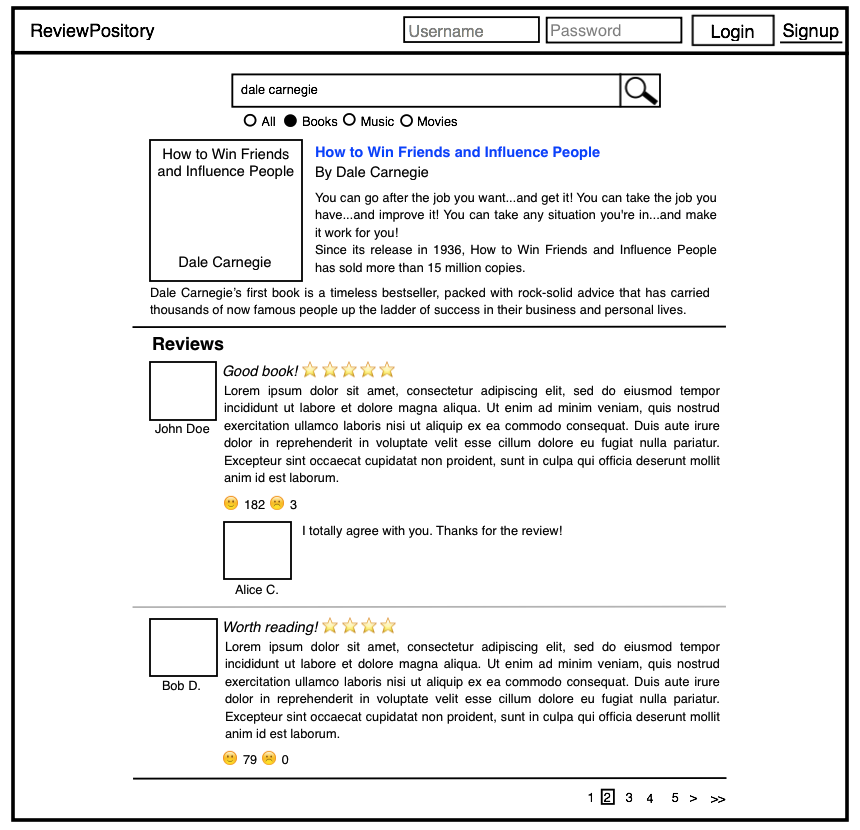 ReviewPository Username Password Login Signup
dale carnegie
All Books Music Movies
How to Win Friends
and Influence People
Dale Carnegie
How to Win Friends and Influence People
By Dale Carnegie
You can go after the job you want...and get it! You can take the job you
have...and improve it! You can take any situation you're in...and make
it work for you!
Since its release in 1936, How to Win Friends and Influence People
has sold more than 15 million copies.
Dale Carnegie's first book is a timeless bestseller, packed with rock-solid advice that has carried
thousands of now famous people up the ladder of success in their business and personal lives.
Reviews
Good book!
John Doe
Lorem ipsum dolor sit amet, consectetur adipiscing elit, sed do eiusmod tempor
incididunt ut labore et dolore magna aliqua. Ut enim ad minim veniam, quis nostrud
exercitation ullamco laboris nisi ut aliquip ex ea commodo consequat. Duis aute irure
dolor in reprehenderit in voluptate velit esse cillum dolore eu fugiat nulla pariatur.
Excepteur sint occaecat cupidatat non proident, sunt in culpa qui officia deserunt mollit
anim id est laborum.
182 3
I totally agree with you. Thanks for the review!
Alice C.
Worth reading!
Bob D.
Lorem ipsum dolor sit amet, consectetur adipiscing elit, sed do eiusmod tempor
incididunt ut labore et dolore magna aliqua. Ut enim ad minim veniam, quis nostrud
exercitation ullamco laboris nisi ut aliquip ex ea commodo consequat. Duis aute irure
dolor in reprehenderit in voluptate velit esse cillum dolore eu fugiat nulla pariatur.
Excepteur sint occaecat cupidatat non proident, sunt in culpa qui officia deserunt mollit
anim id est laborum.
79 0
1 2 3 4 5 > >>